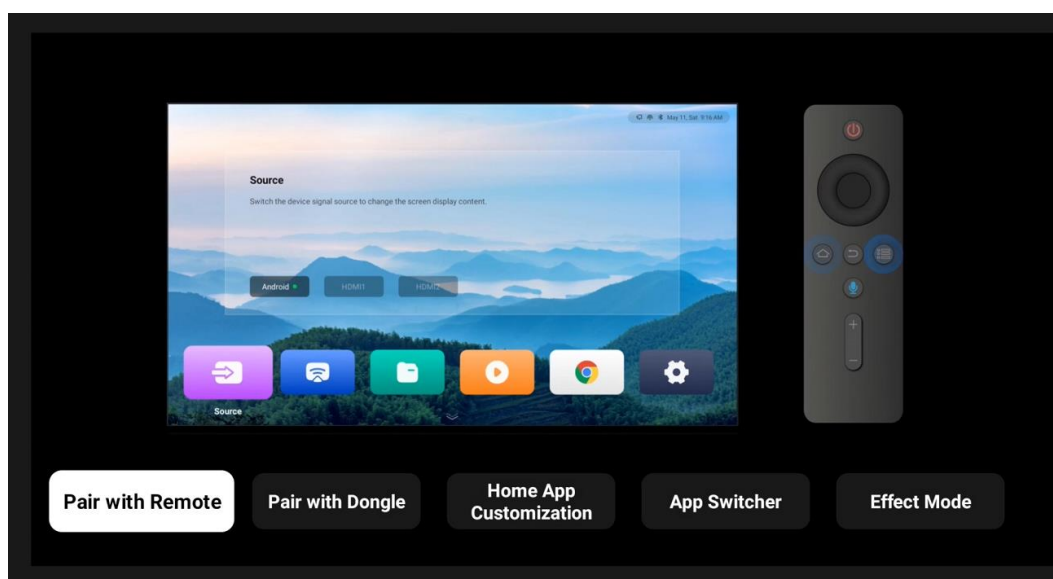 May 11, Sat 9:16 AM
Source
Switch the device signal source to change the screen display content.
Android
HDMI1
HDMI2
Source
Pair with Remote
Pair with Dongle
Home App
Customization
App Switcher
Effect Mode